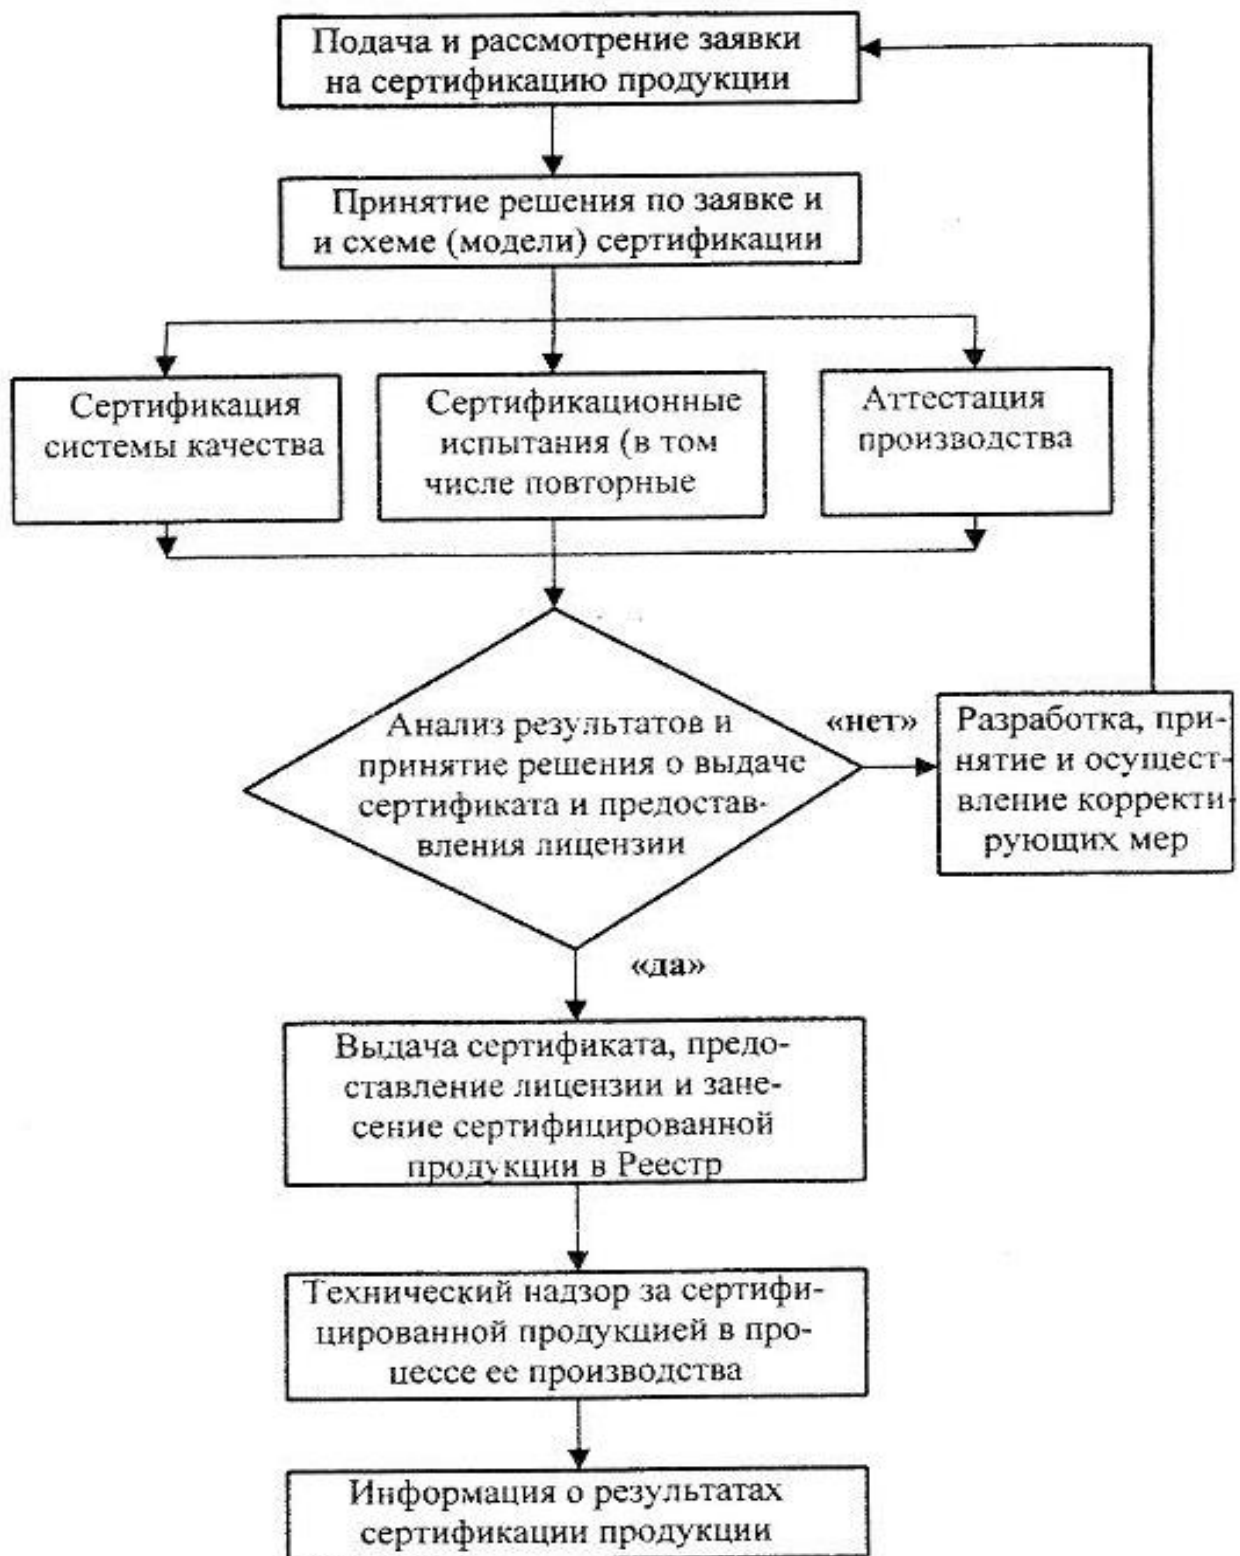 Подача и рассмотрение заявки
на сертификацию продукции
Принятие решения по заявке и
и схеме (модели) сертификации
Сертификация
системы качества
Сертификационные
испытания (в том
числе повторные
Аттестация
производства
Анализ результатов и
принятие решения о выдаче
сертификата и предостав-
вления лицензии
«нет»
Разработка, при-
нятие и осущест-
вление корректи-
рующих мер
«да»
Выдача сертификата, предо-
ставление лицензии и зане-
сение сертифицированной
продукции в Реестр
Технический надзор за сертифи-
цированной продукцией в про-
цессе ее производства
Информация о результатах
сертификации продукции